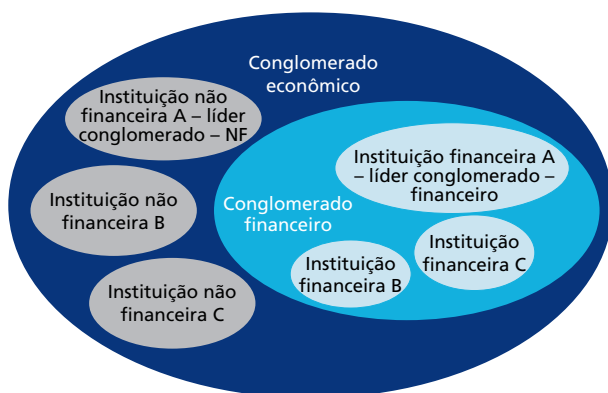 Conglomerado
econômico
Instituição não
financeira A – líder
conglomerado – NF
Instituição financeira A
– líder conglomerado –
financeiro
Instituição não
financeira B
Conglomerado
financeiro
Instituição
financeira C
Instituição
financeira B
Instituição não
financeira C